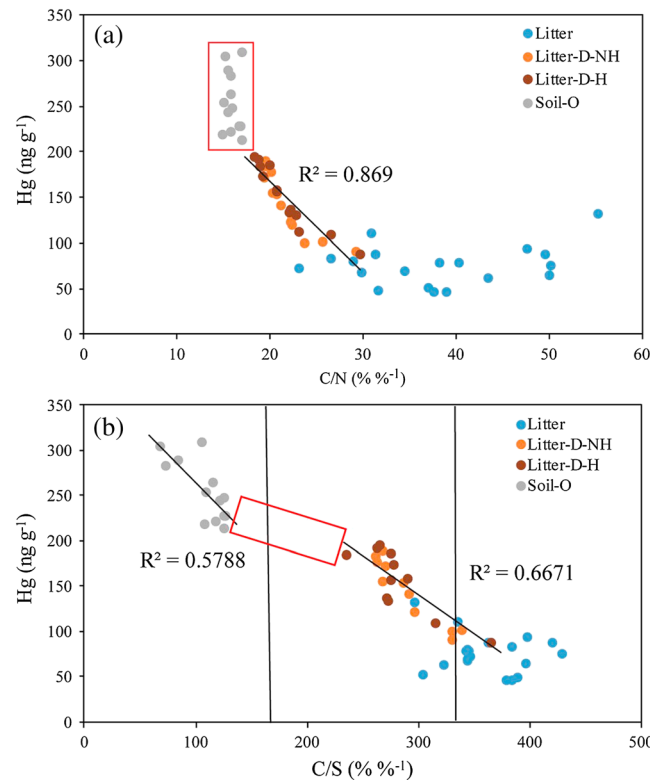 (a)
350
300
250
200
150
100
50
0
Hg (ng g⁻¹)
Litter
Litter-D-NH
Litter-D-H
Soil-O
R² = 0.869
0 10 20 30 40 50 60
C/N (% %⁻¹)
(b)
350
300
250
200
150
100
50
0
Hg (ng g⁻¹)
Litter
Litter-D-NH
Litter-D-H
Soil-O
R² = 0.5788
R² = 0.6671
0 100 200 300 400 500
C/S (% %⁻¹)